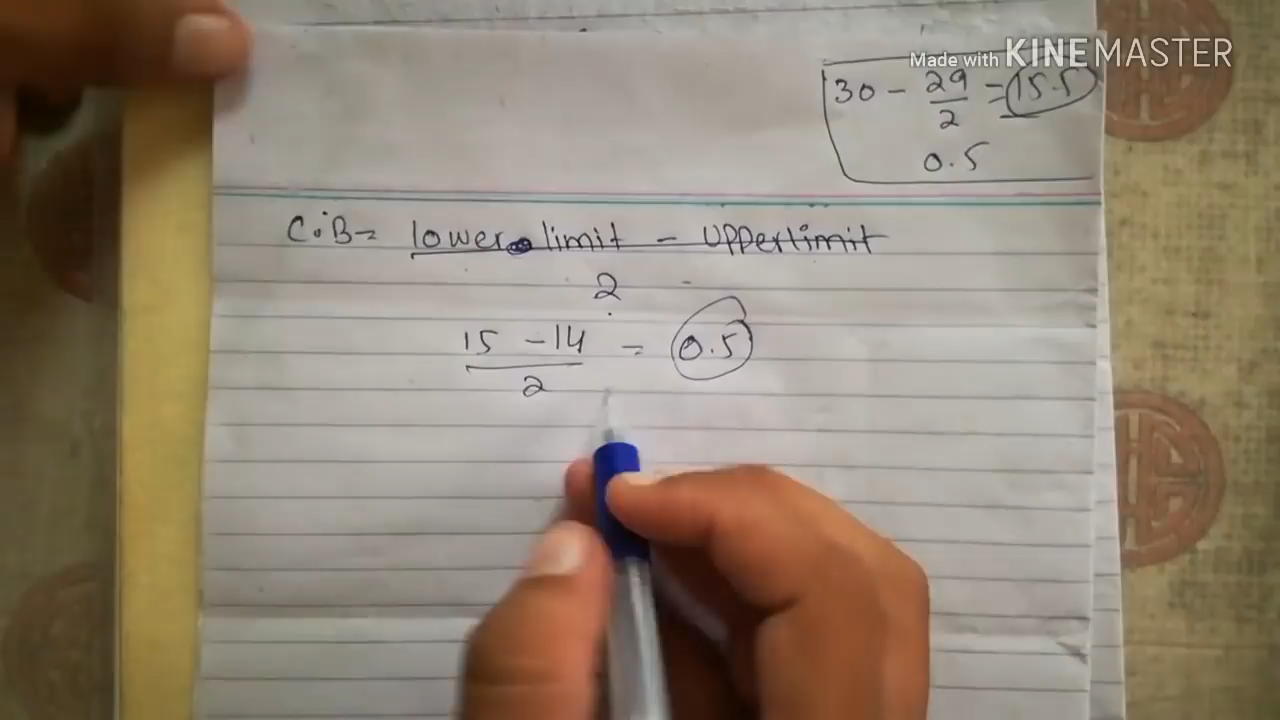 Made with KINEMASTER
30 - 29/2 = 15.5
0.5
C.B= lower limit - Upperlimit
2
15 - 14 / 2 = 0.5